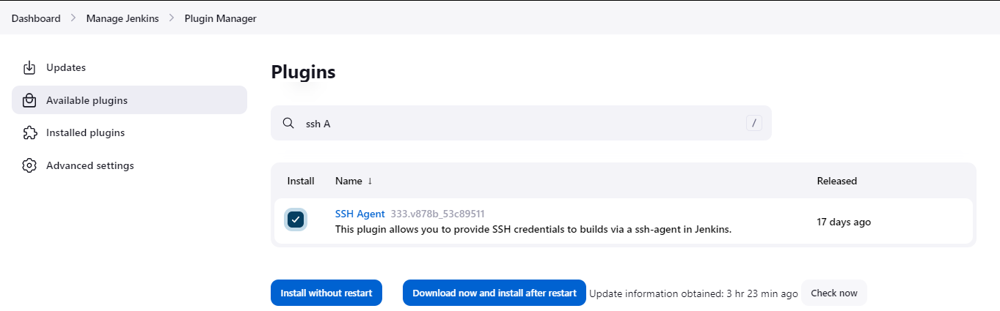 Dashboard > Manage Jenkins > Plugin Manager
Updates
Available plugins
Installed plugins
Advanced settings
Plugins
ssh A /
Install Name ↓ Released
SSH Agent 333.v878b_53c89511
This plugin allows you to provide SSH credentials to builds via a ssh-agent in Jenkins.
17 days ago
Install without restart Download now and install after restart Update information obtained: 3 hr 23 min ago Check now